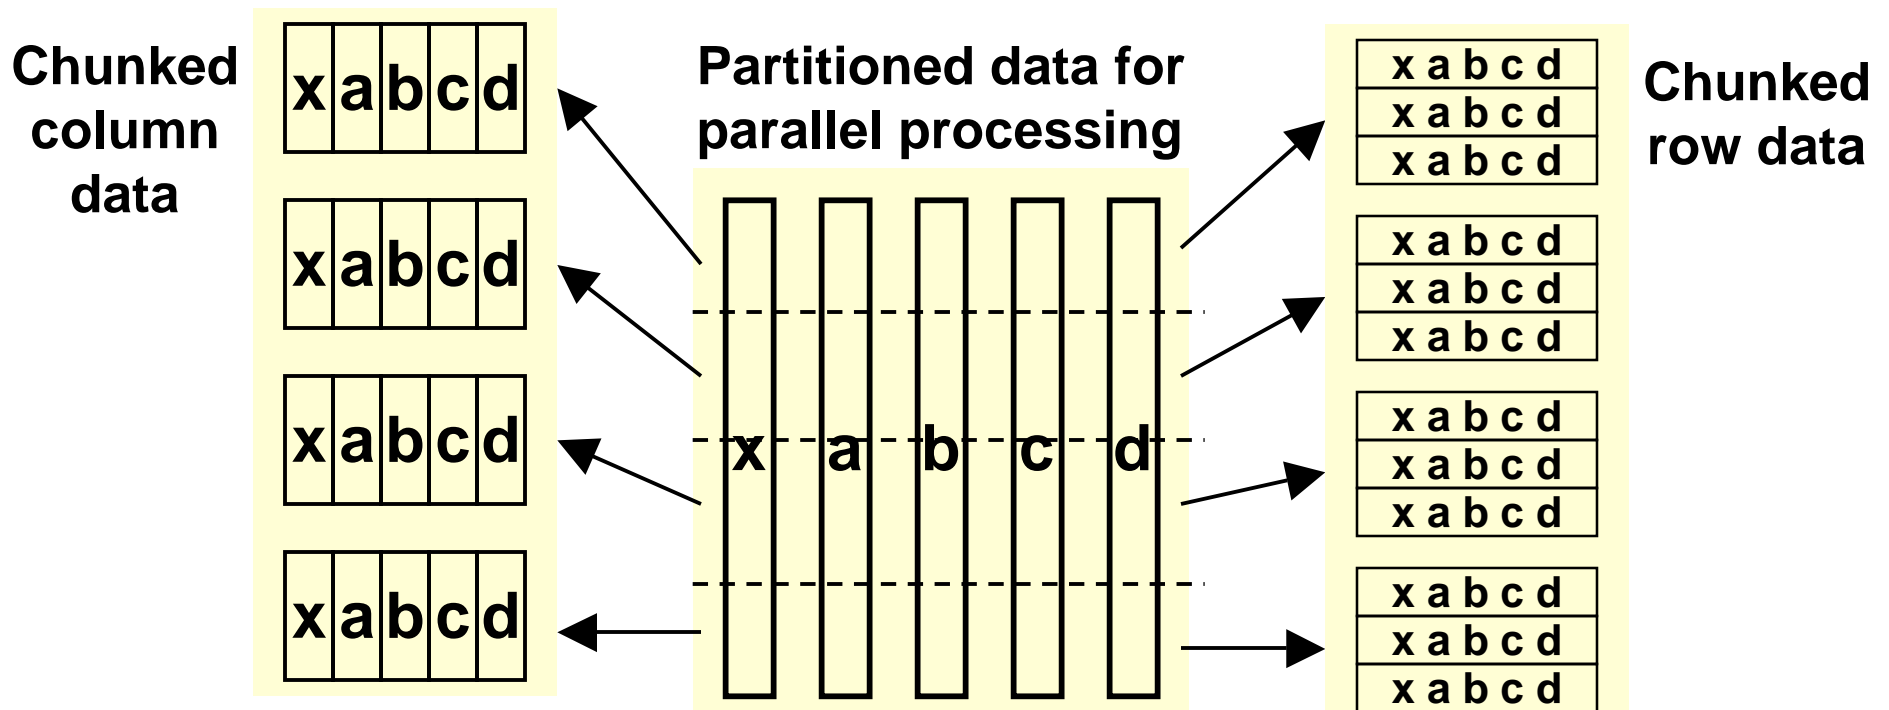 Chunked
column
data
x a b c d
x a b c d
x a b c d
x a b c d
Partitioned data for
parallel processing
x a b c d
x a b c d
x a b c d
x a b c d
x a b c d
x a b c d
x a b c d
x a b c d
x a b c d
x a b c d
x a b c d
x a b c d
x a b c d
Chunked
row data